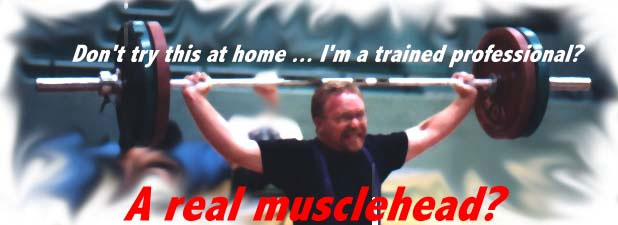 Don't try this at home ... I'm a trained professional?
A real musclehead?